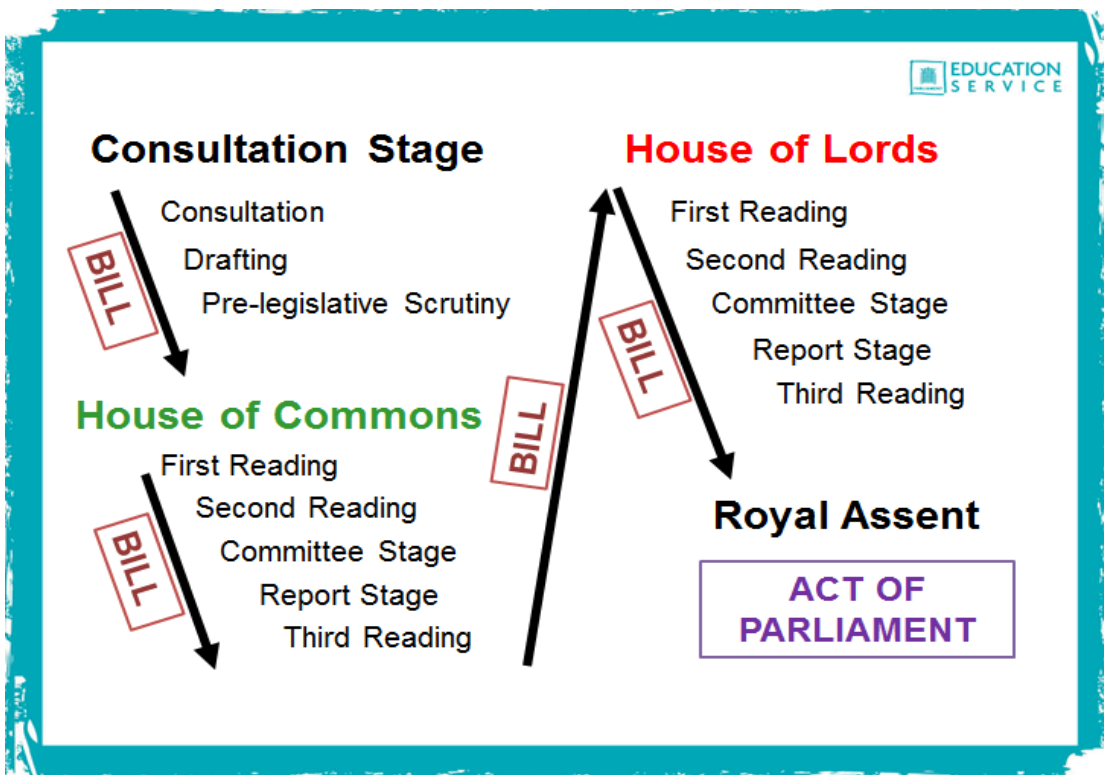 EDUCATION
SERVICE
Consultation Stage
Consultation
Drafting
Pre-legislative Scrutiny
BILL
House of Commons
First Reading
Second Reading
Committee Stage
Report Stage
Third Reading
BILL
BILL
House of Lords
First Reading
Second Reading
Committee Stage
Report Stage
Third Reading
BILL
Royal Assent
ACT OF
PARLIAMENT